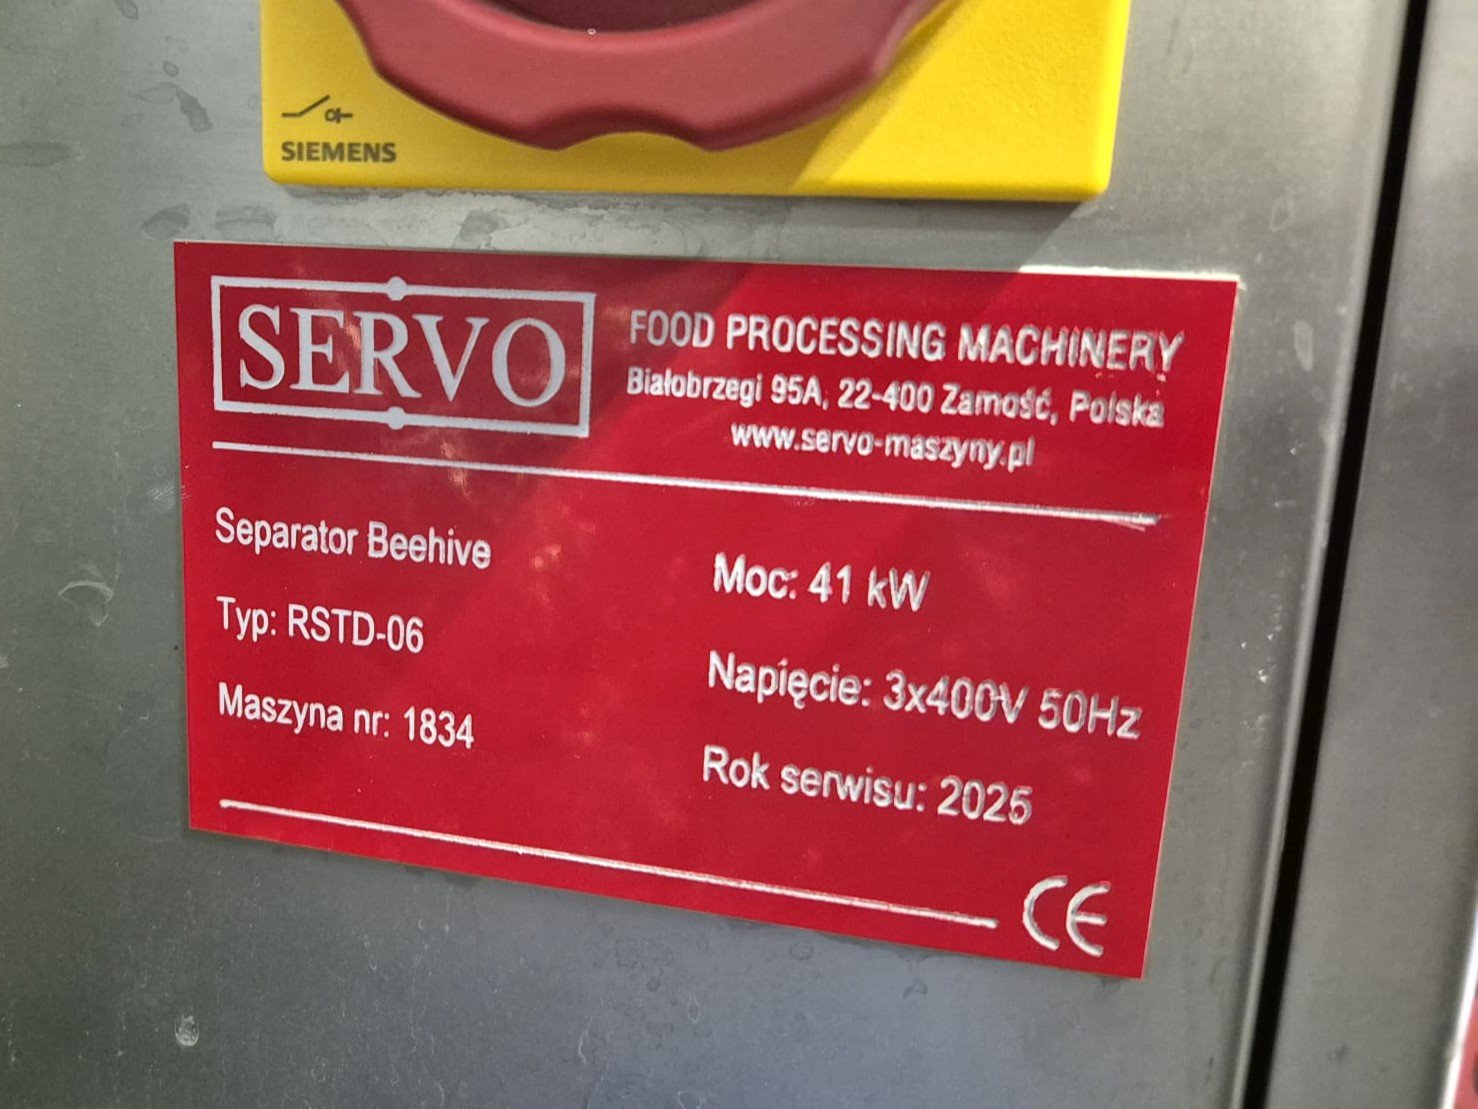 SIEMENS
SERVO
FOOD PROCESSING MACHINERY
Białobrzegi 95A, 22-400 Zamość, Polska
www.servo-maszyny.pl
Separator Beehive
Typ: RSTD-06
Maszyna nr: 1834
Moc: 41 kW
Napięcie: 3x400V 50Hz
Rok serwisu: 2025
CE